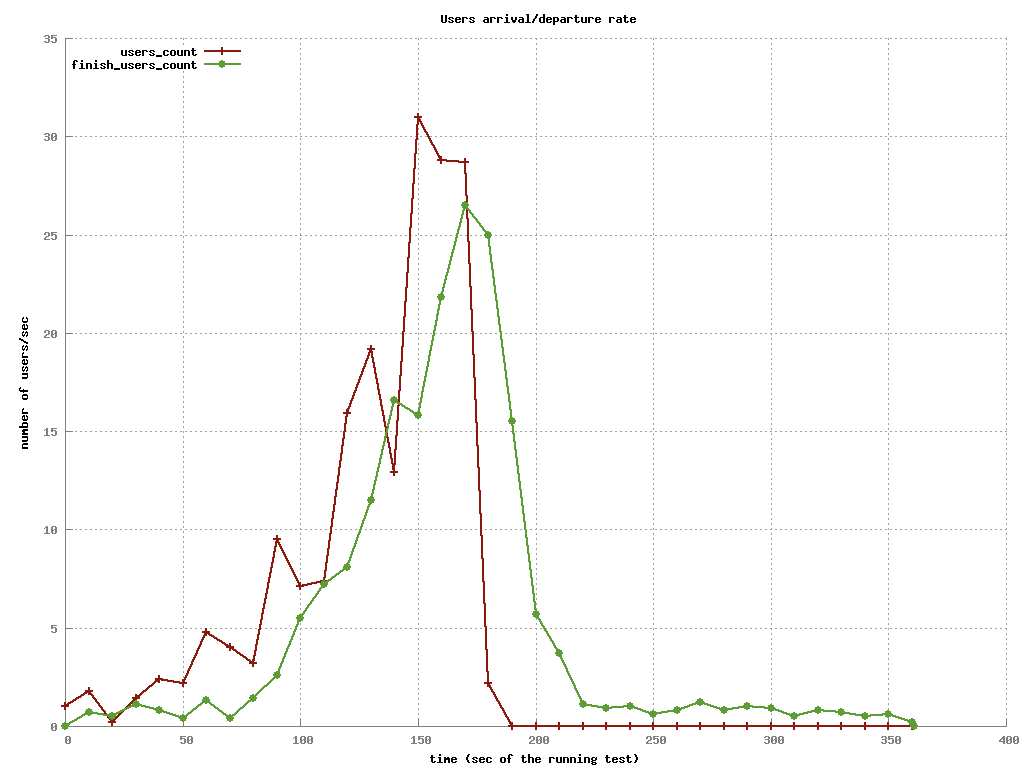 Users arrival/departure rate
users_count
finish_users_count
35
30
25
20
15
10
5
0
number of users/sec
0 50 100 150 200 250 300 350 400
time (sec of the running test)